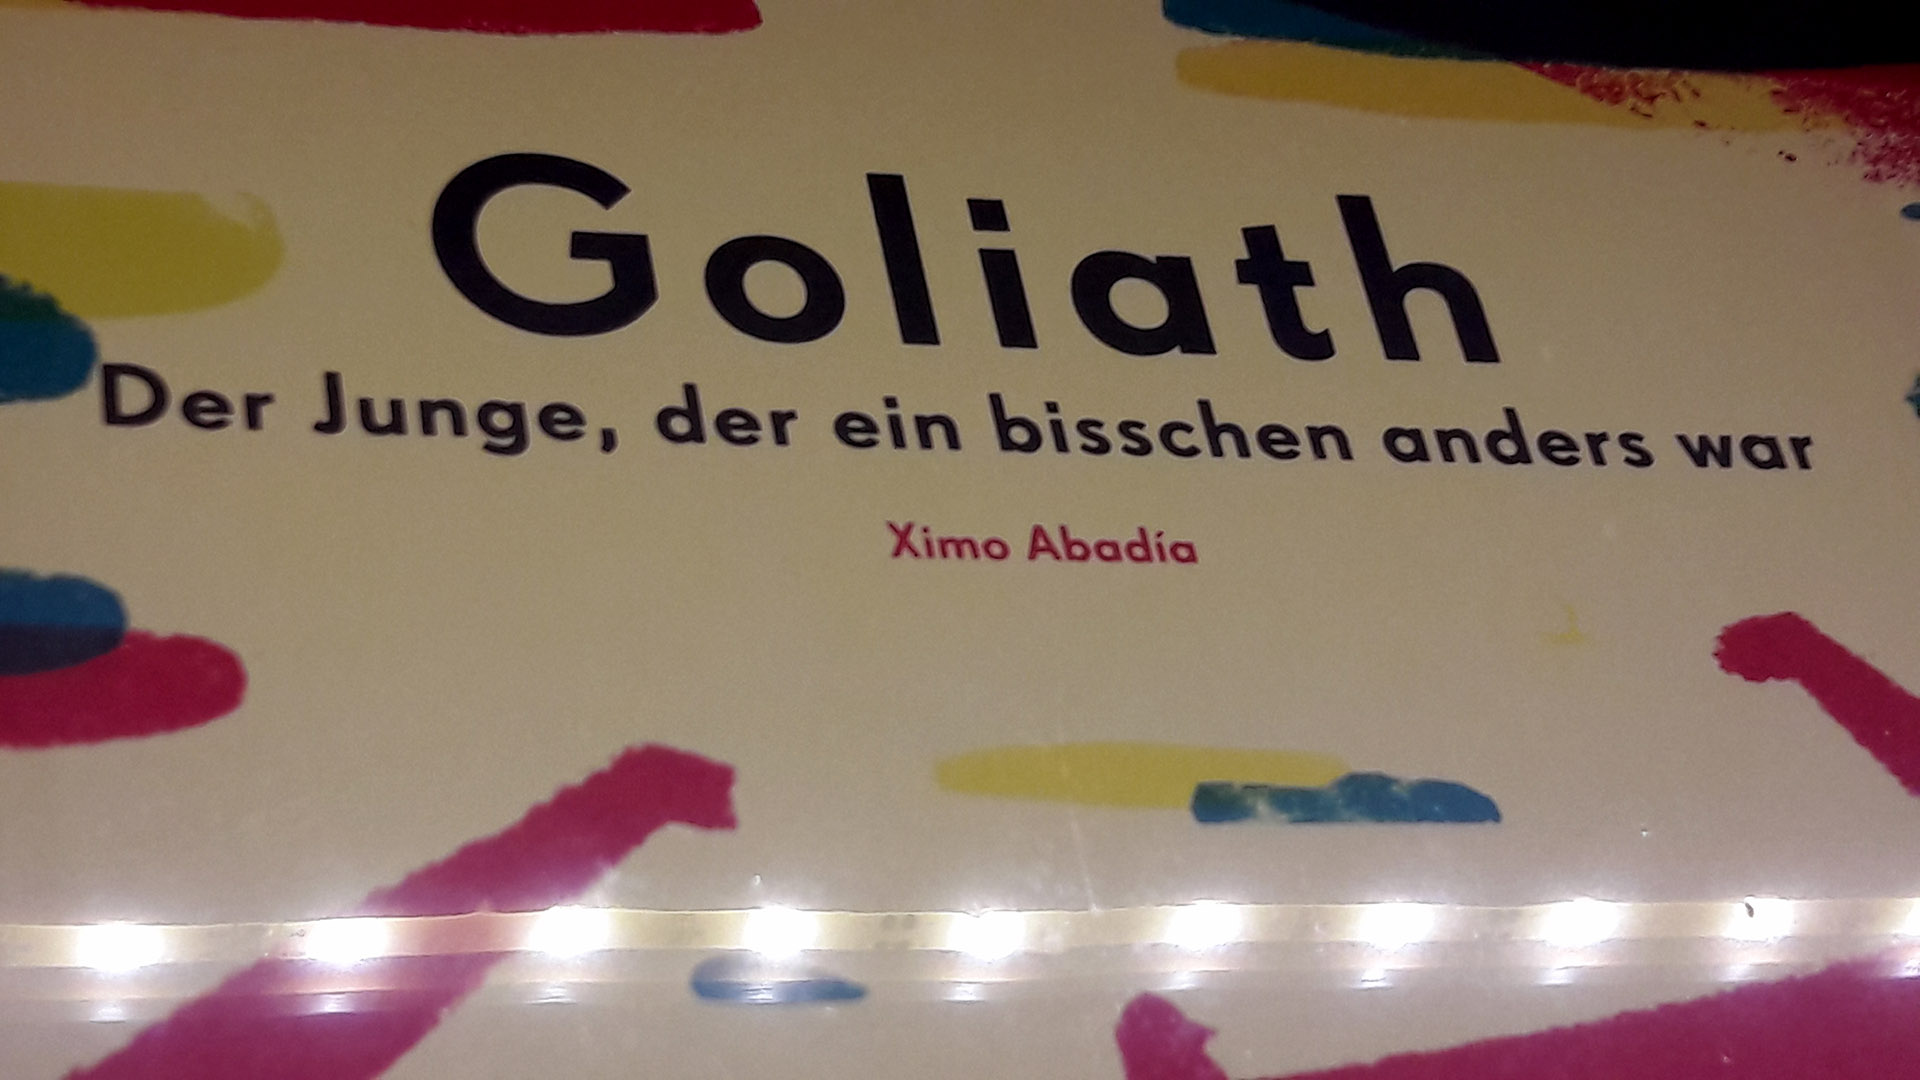 Goliath
Der Junge, der ein bisschen anders war
Ximo Abadía